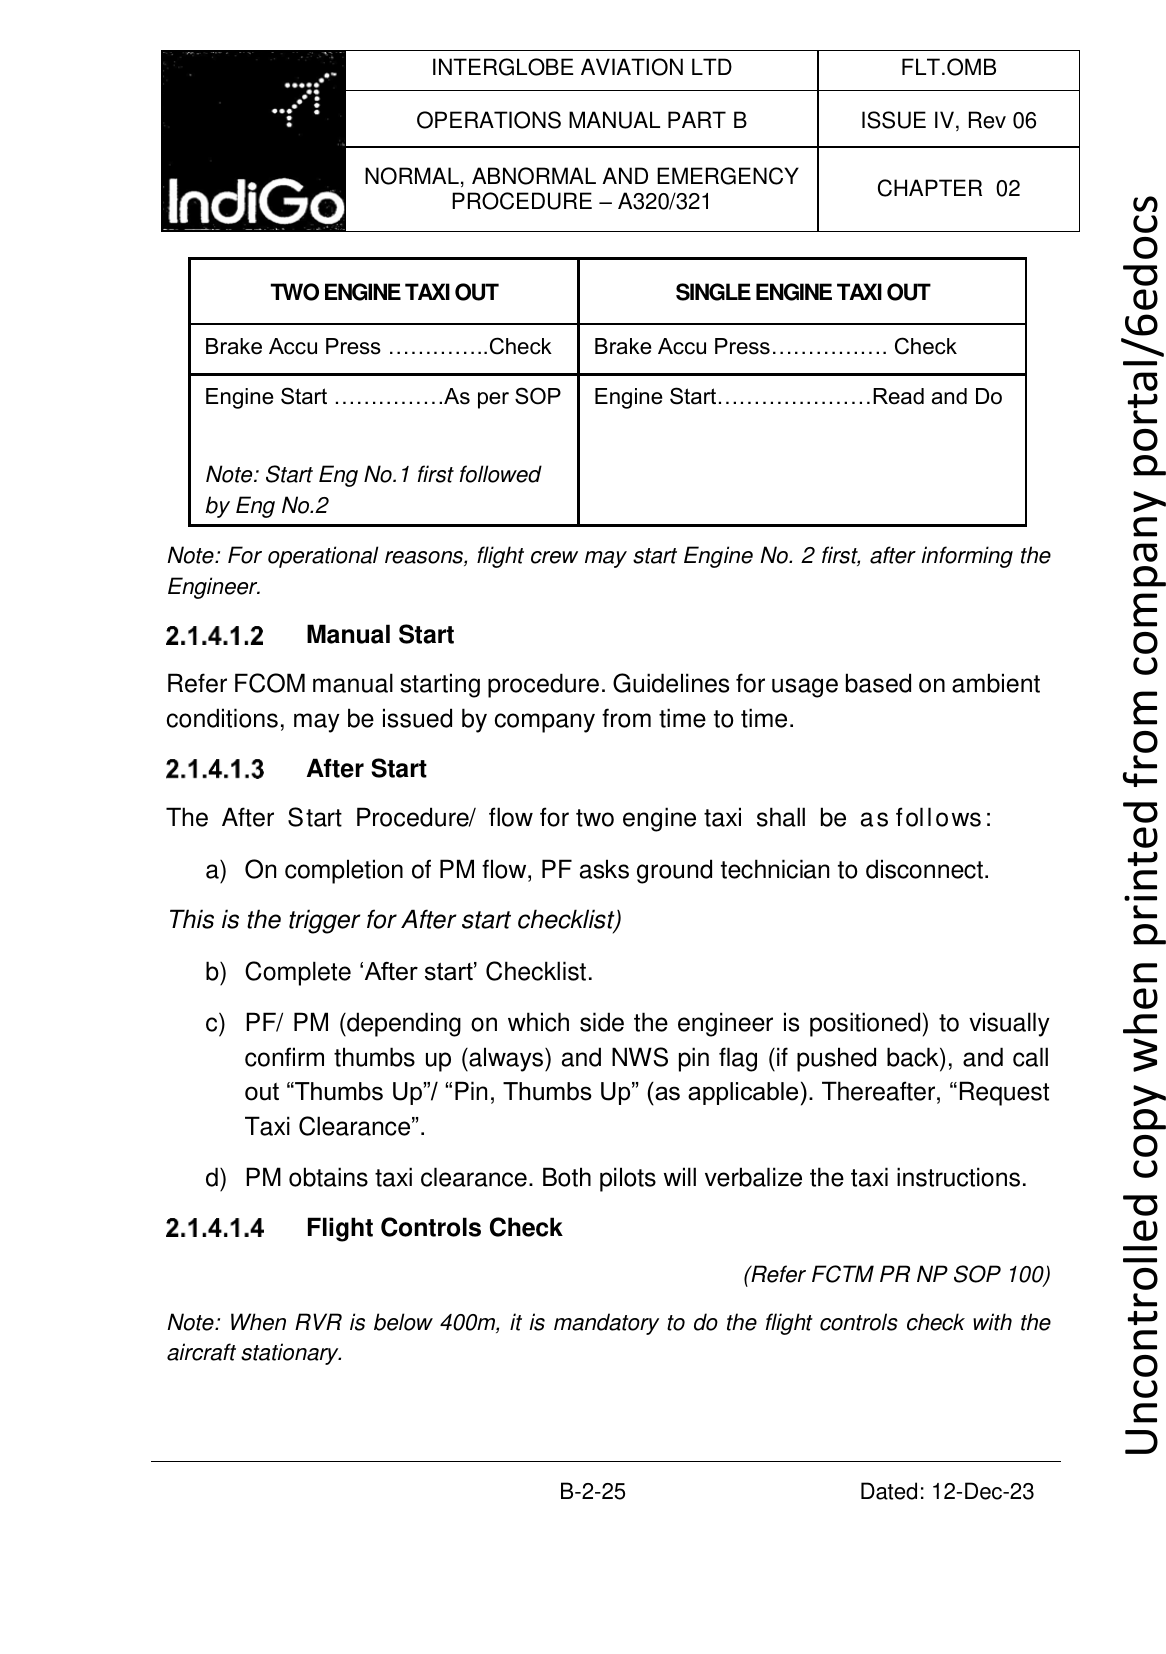 IndiGo
INTERGLOBE AVIATION LTD
FLT.OMB
OPERATIONS MANUAL PART B
ISSUE IV, Rev 06
NORMAL, ABNORMAL AND EMERGENCY
PROCEDURE – A320/321
CHAPTER 02
TWO ENGINE TAXI OUT
SINGLE ENGINE TAXI OUT
Brake Accu Press …………..Check
Brake Accu Press……………. Check
Engine Start ……………As per SOP
Engine Start…………………Read and Do
Note: Start Eng No.1 first followed
by Eng No.2
Note: For operational reasons, flight crew may start Engine No. 2 first, after informing the
Engineer.
2.1.4.1.2 Manual Start
Refer FCOM manual starting procedure. Guidelines for usage based on ambient
conditions, may be issued by company from time to time.
2.1.4.1.3 After Start
The After Start Procedure/ flow for two engine taxi shall be as follows:
a) On completion of PM flow, PF asks ground technician to disconnect.
This is the trigger for After start checklist)
b) Complete ‘After start’ Checklist.
c) PF/ PM (depending on which side the engineer is positioned) to visually
confirm thumbs up (always) and NWS pin flag (if pushed back), and call
out “Thumbs Up”/ “Pin, Thumbs Up” (as applicable). Thereafter, “Request
Taxi Clearance”.
d) PM obtains taxi clearance. Both pilots will verbalize the taxi instructions.
2.1.4.1.4 Flight Controls Check
(Refer FCTM PR NP SOP 100)
Note: When RVR is below 400m, it is mandatory to do the flight controls check with the
aircraft stationary.
B-2-25
Dated: 12-Dec-23
Uncontrolled copy when printed from company portal/6edocs